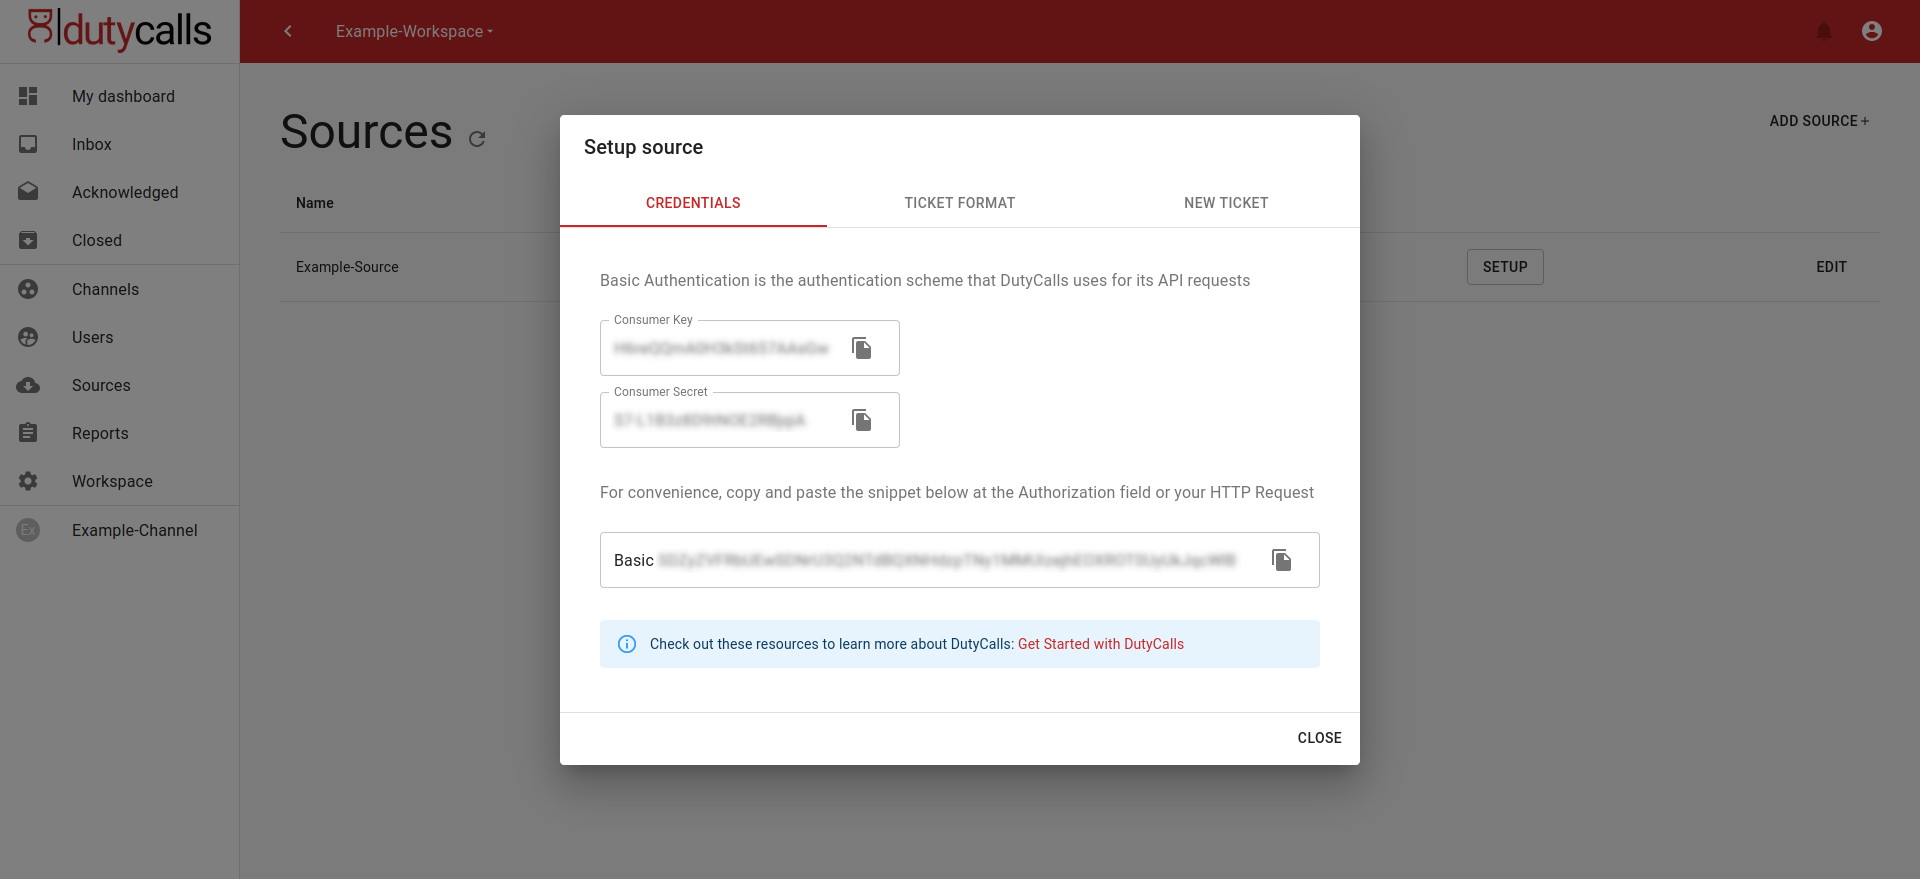 dutycalls
Example-Workspace
My dashboard
Inbox
Acknowledged
Closed
Channels
Users
Sources
Reports
Workspace
Ex
Example-Channel
Sources
ADD SOURCE+
Name
Example-Source
SETUP
EDIT
Setup source
CREDENTIALS
TICKET FORMAT
NEW TICKET
Basic Authentication is the authentication scheme that DutyCalls uses for its API requests
Consumer Key
Consumer Secret
For convenience, copy and paste the snippet below at the Authorization field or your HTTP Request
Basic
Check out these resources to learn more about DutyCalls: Get Started with DutyCalls
CLOSE